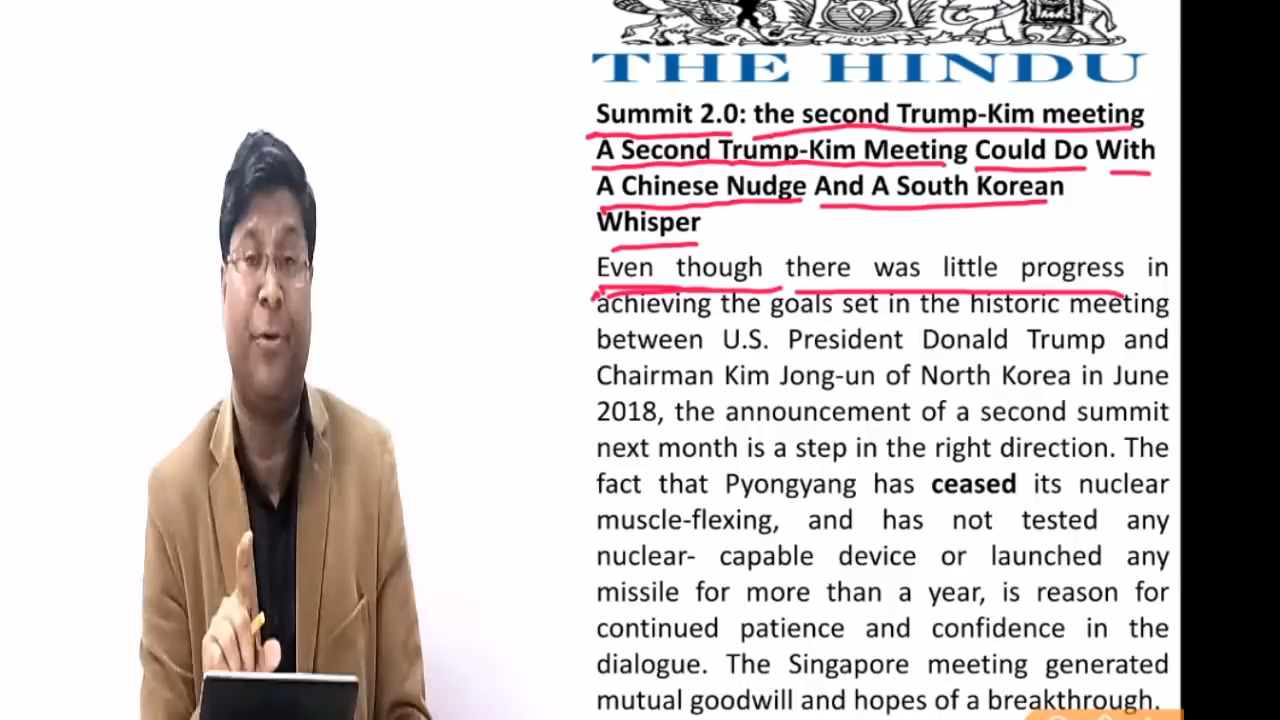 THE HINDU
Summit 2.0: the second Trump-Kim meeting
A Second Trump-Kim Meeting Could Do With
A Chinese Nudge And A South Korean
Whisper
Even though there was little progress in
achieving the goals set in the historic meeting
between U.S. President Donald Trump and
Chairman Kim Jong-un of North Korea in June
2018, the announcement of a second summit
next month is a step in the right direction. The
fact that Pyongyang has ceased its nuclear
muscle-flexing, and has not tested any
nuclear- capable device or launched any
missile for more than a year, is reason for
continued patience and confidence in the
dialogue. The Singapore meeting generated
mutual goodwill and hopes of a breakthrough.